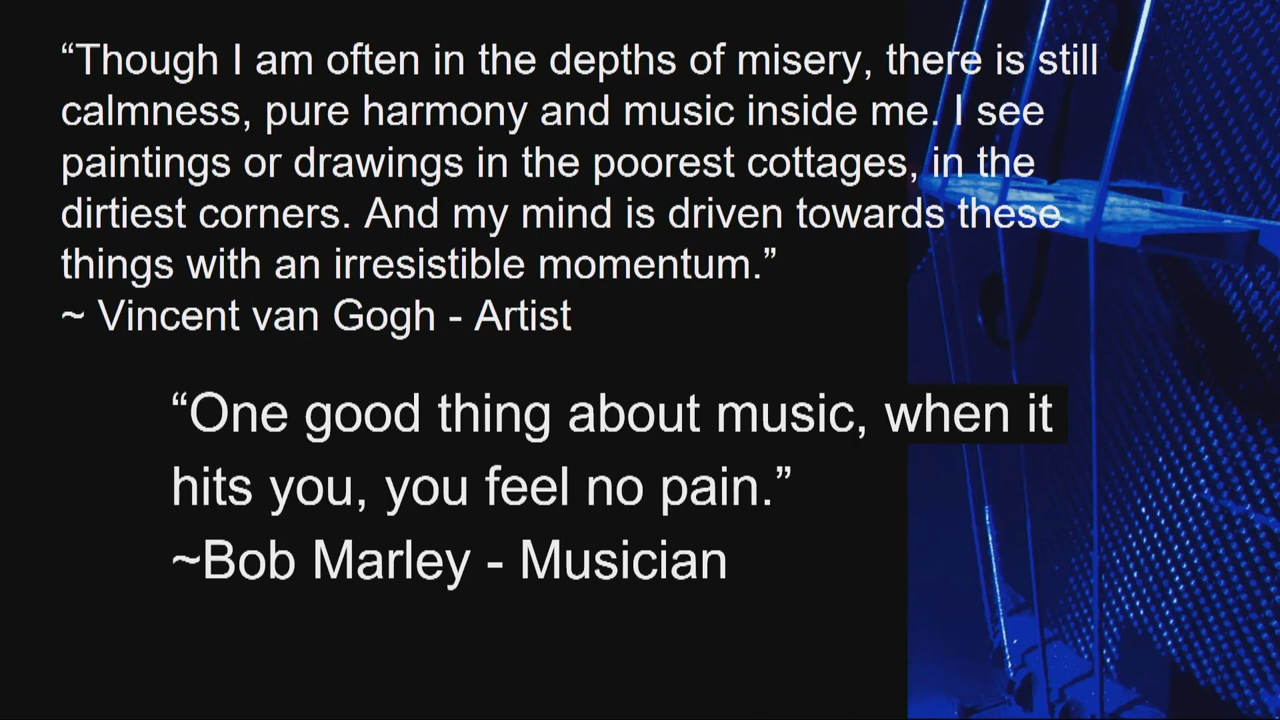 “Though I am often in the depths of misery, there is still
calmness, pure harmony and music inside me. I see
paintings or drawings in the poorest cottages, in the
dirtiest corners. And my mind is driven towards these
things with an irresistible momentum.”
~ Vincent van Gogh - Artist
“One good thing about music, when it
hits you, you feel no pain.”
~Bob Marley - Musician